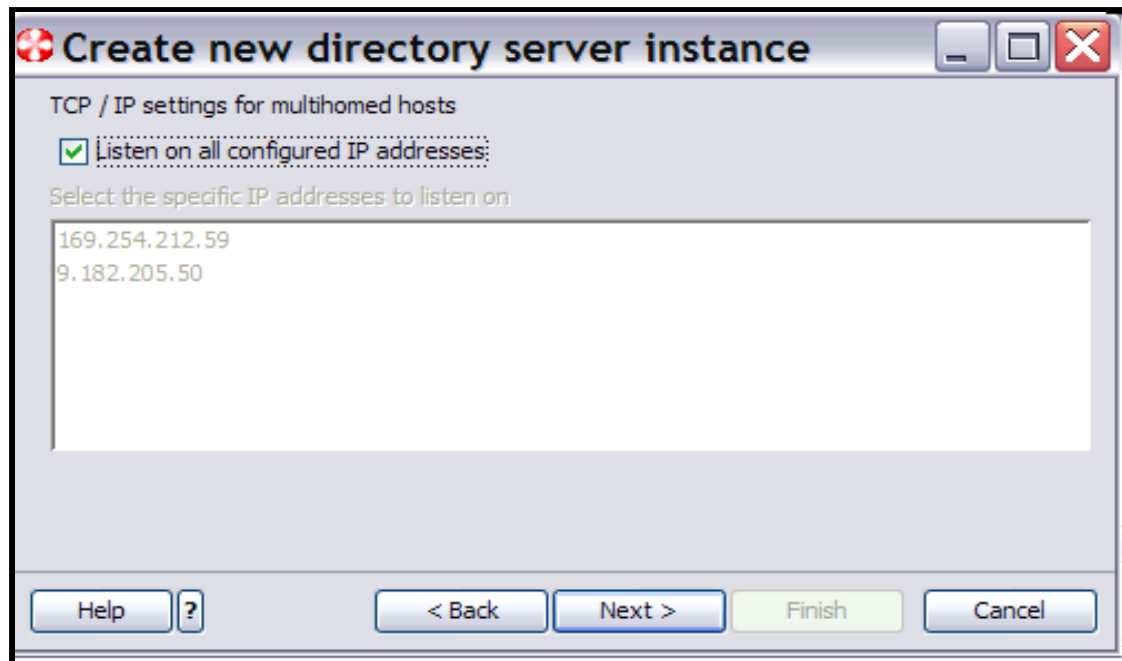 Create new directory server instance
TCP / IP settings for multihomed hosts
Listen on all configured IP addresses
Select the specific IP addresses to listen on
169.254.212.59
9.182.205.50
Help ? < Back Next > Finish Cancel